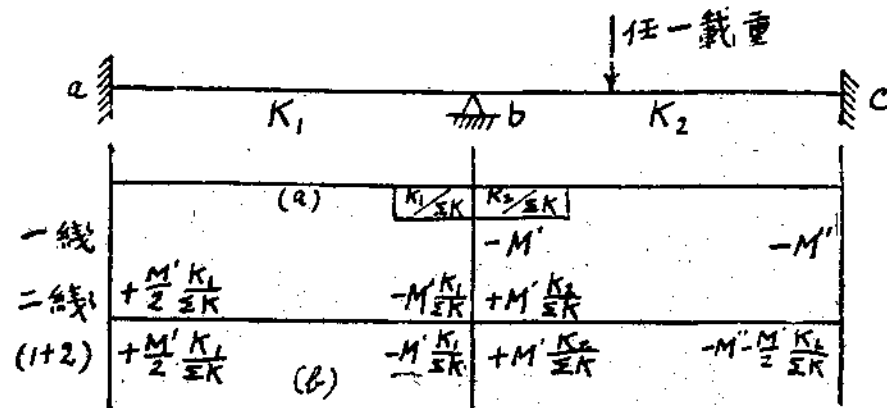 任一載重
a K₁ b K₂ c
(a) K₁/ΣK K₂/ΣK
一綫 -M' -M''
二綫 +M'/2 K₁/ΣK -M' K₁/ΣK +M' K₂/ΣK
(1+2) +M'/2 K₁/ΣK -M' K₁/ΣK +M' K₂/ΣK -M''-M'/2 K₂/ΣK
(b)